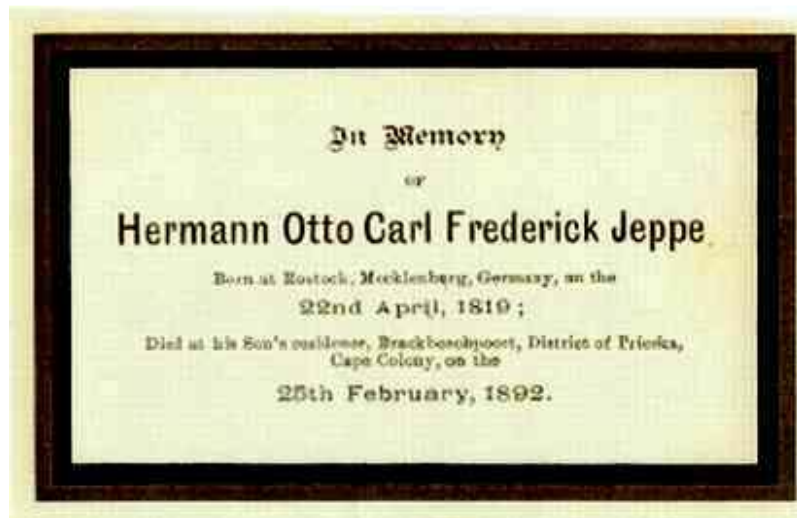 In Memory
OF
Hermann Otto Carl Frederick Jeppe.
Born at Rostock, Mecklenburg, Germany, on the
22nd April, 1819;
Died at his Son's residence, District of Prieska,
Cape Colony, on the
25th February, 1892.